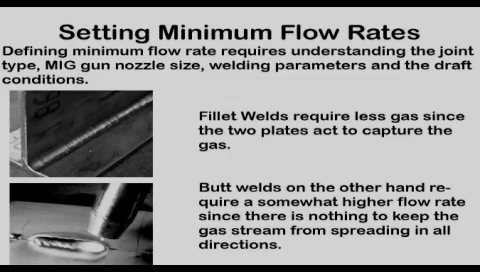 Setting Minimum Flow Rates
Defining minimum flow rate requires understanding the joint
type, MIG gun nozzle size, welding parameters and the draft
conditions.
Fillet Welds require less gas since
the two plates act to capture the
gas.
Butt welds on the other hand re-
quire a somewhat higher flow rate
since there is nothing to keep the
gas stream from spreading in all
directions.